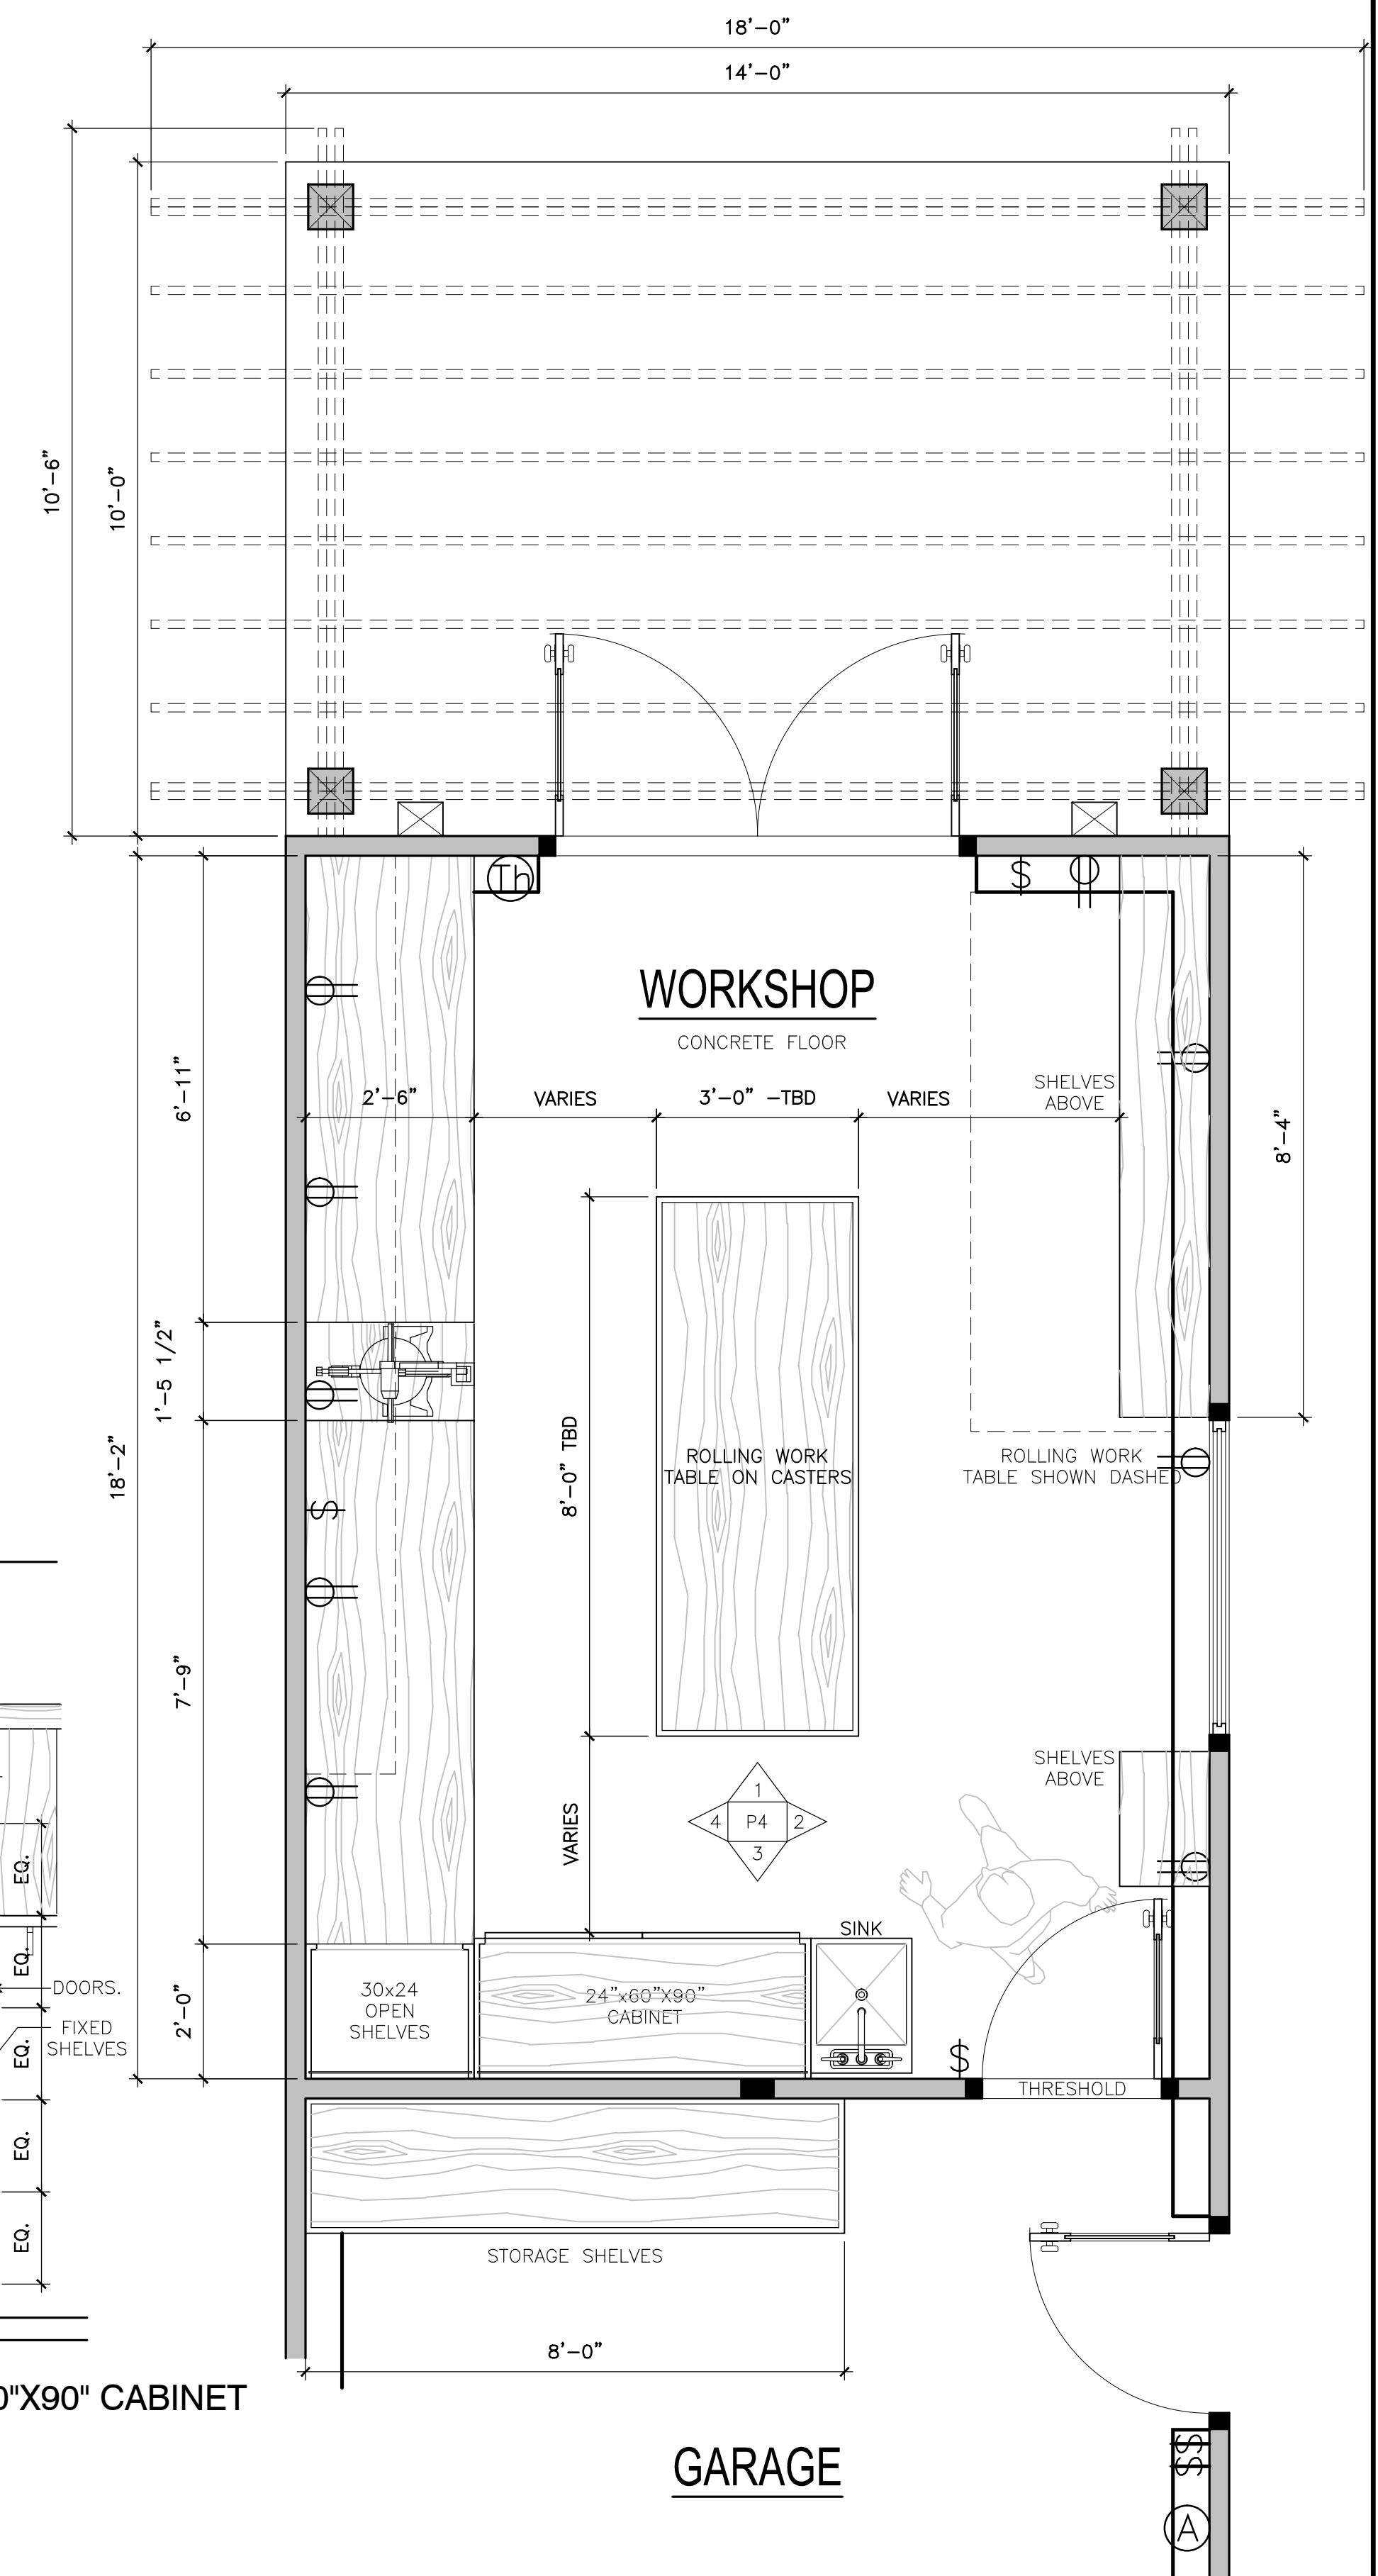 18'-0"
14'-0"
10'-6"
10'-0"
Th
$
WORKSHOP
CONCRETE FLOOR
SHELVES
ABOVE
6'-11"
2'-6"
VARIES
3'-0" -TBD
VARIES
8'-4"
1'-5 1/2"
18'-2"
8'-0" TBD
ROLLING WORK
TABLE ON CASTERS
ROLLING WORK
TABLE SHOWN DASHED
$
7'-9"
SHELVES
ABOVE
1
4 P4 2
3
VARIES
EQ.
SINK
EQ.
DOORS.
30x24
OPEN
SHELVES
24"x60"X90"
CABINET
2'-0"
FIXED
SHELVES
EQ.
$
THRESHOLD
EQ.
EQ.
STORAGE SHELVES
8'-0"
0"X90" CABINET
GARAGE
$$
A